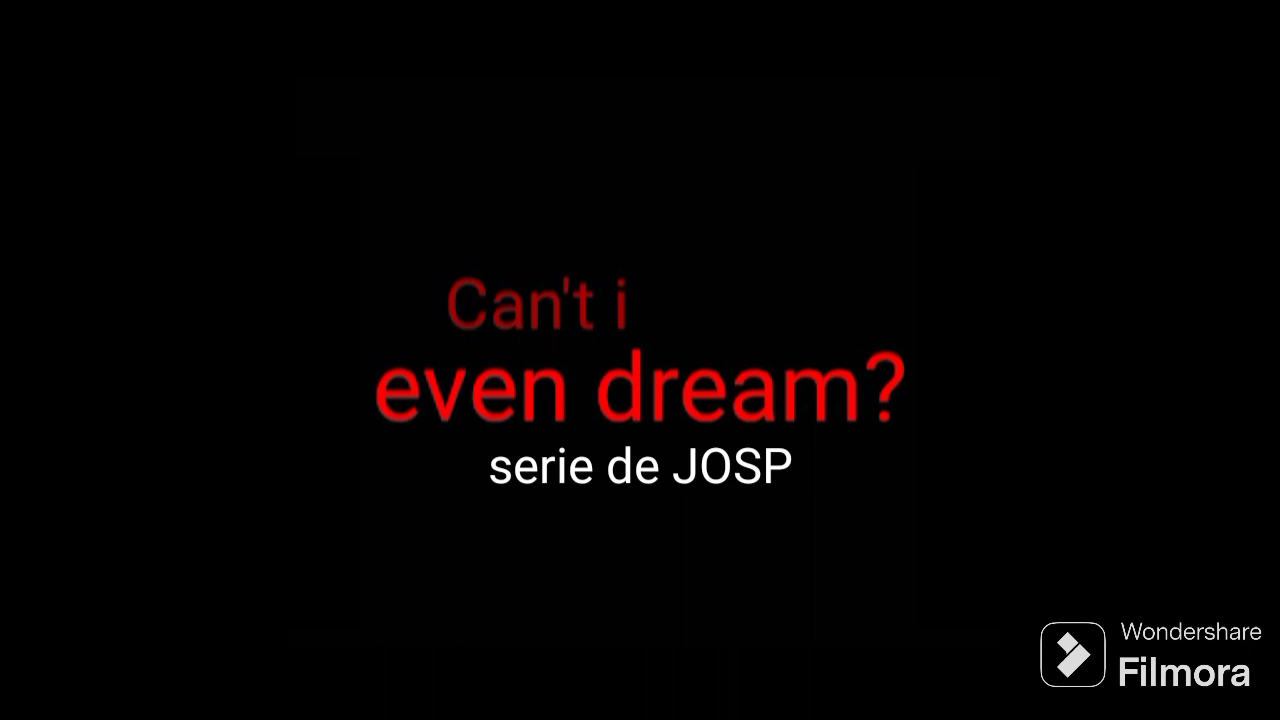 Can't i
even dream?
serie de JOSP
Wondershare
Filmora